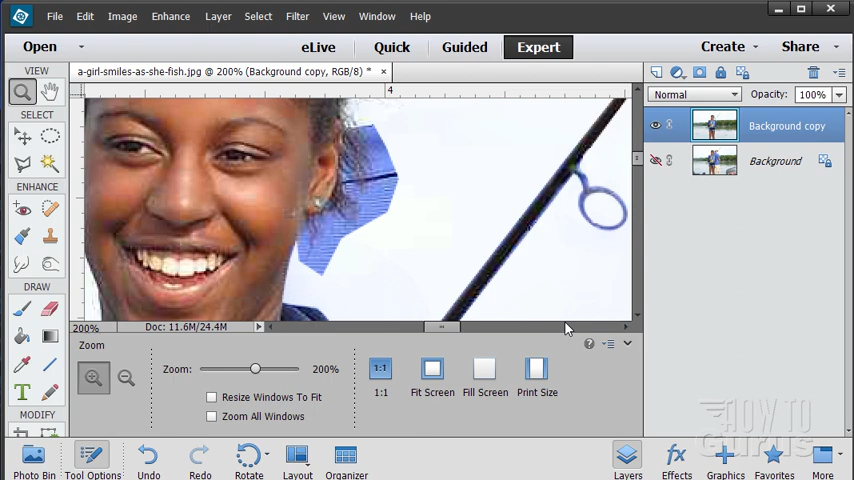 File Edit Image Enhance Layer Select Filter View Window Help
Open eLive Quick Guided Expert Create Share
VIEW a-girl-smiles-as-she-fish.jpg @ 200% (Background copy, RGB/8) * ×
4
Normal Opacity: 100%
SELECT
Background copy
Background
ENHANCE
DRAW
200% Doc: 11.6M/24.4M
Zoom
Zoom: 200% 1:1
Resize Windows To Fit 1:1 Fit Screen Fill Screen Print Size
Zoom All Windows
T
MODIFY
HOW TO
Gurus
Photo Bin Tool Options Undo Redo Rotate Layout Organizer Layers fx Effects Graphics Favorites More